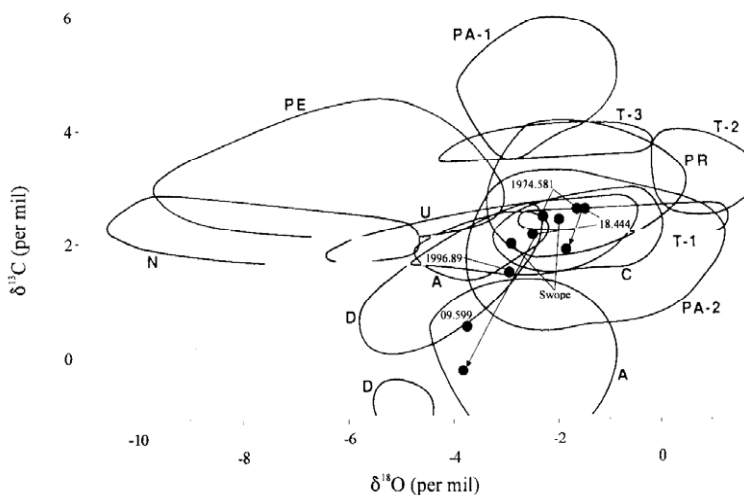 6
PA-1
PE
T-3
T-2
4
PR
1974.581
U
18.444
2
T-1
N
1996.89
A
C
Swope
D
PA-2
09.599
0
A
D
-10
-8
-6
-4
-2
0
δ¹⁸O (per mil)
δ¹³C (per mil)